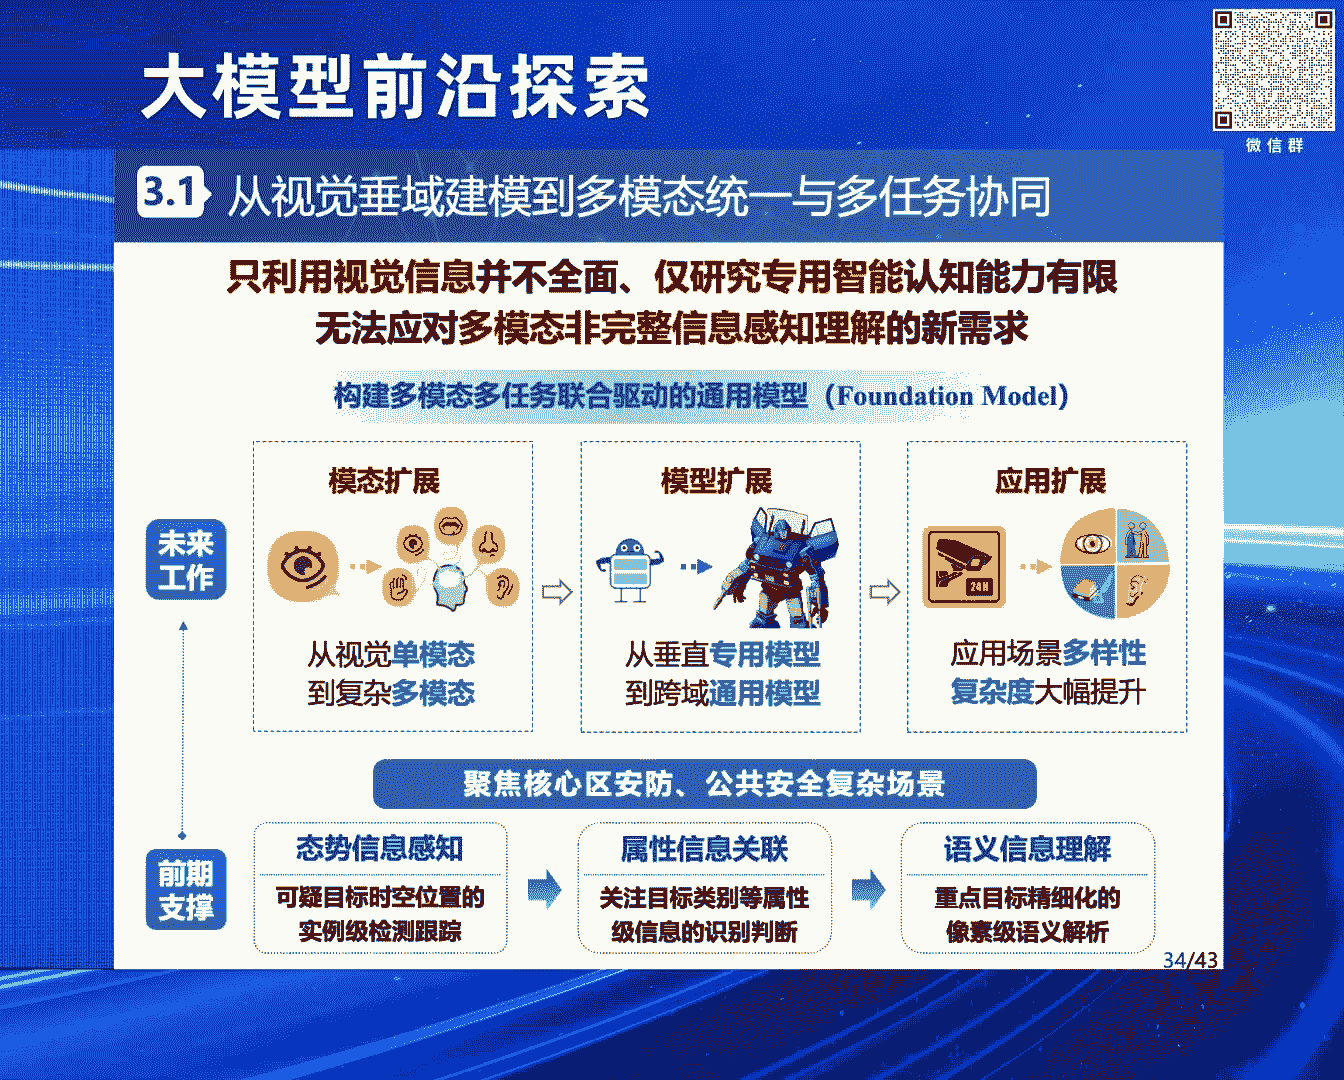 大模型前沿探索
微信群
3.1 从视觉垂域建模到多模态统一与多任务协同
只利用视觉信息并不全面、仅研究专用智能认知能力有限
无法应对多模态非完整信息感知理解的新需求
构建多模态多任务联合驱动的通用模型（Foundation Model）
未来
工作
模态扩展
从视觉单模态
到复杂多模态
模型扩展
从垂直专用模型
到跨域通用模型
应用扩展
24H
应用场景多样性
复杂度大幅提升
聚焦核心区安防、公共安全复杂场景
前期
支撑
态势信息感知
可疑目标时空位置的
实例级检测跟踪
属性信息关联
关注目标类别等属性
级信息的识别判断
语义信息理解
重点目标精细化的
像素级语义解析
34/43